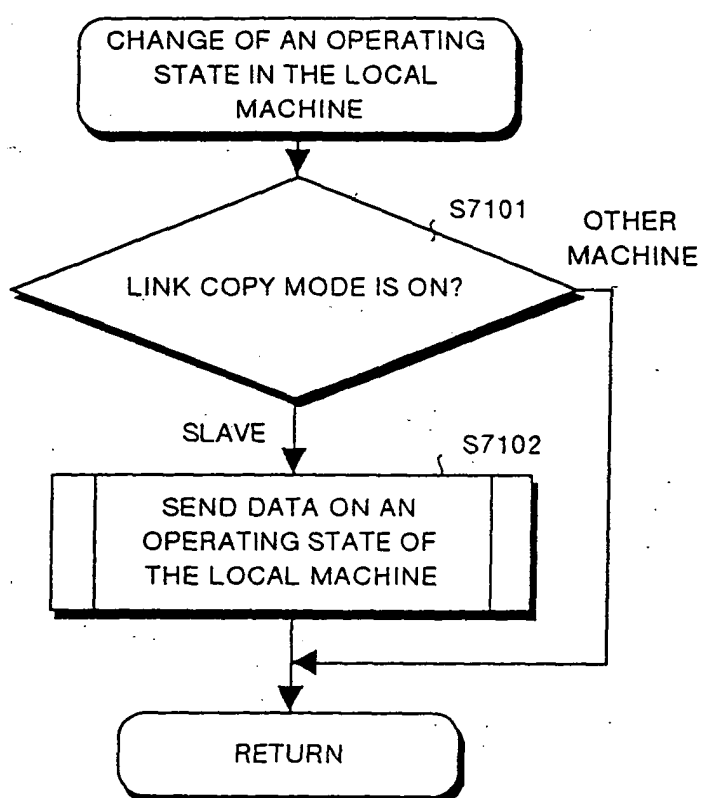 CHANGE OF AN OPERATING
STATE IN THE LOCAL
MACHINE
S7101
OTHER
MACHINE
LINK COPY MODE IS ON?
SLAVE
S7102
SEND DATA ON AN
OPERATING STATE OF
THE LOCAL MACHINE
RETURN